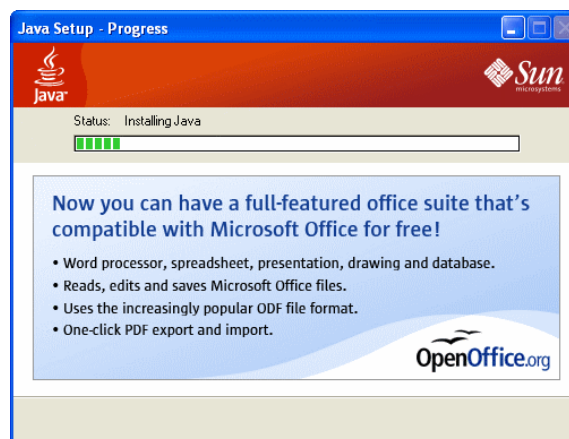 Java Setup - Progress
Java
Sun
microsystems
Status: Installing Java
Now you can have a full-featured office suite that's
compatible with Microsoft Office for free!
• Word processor, spreadsheet, presentation, drawing and database.
• Reads, edits and saves Microsoft Office files.
• Uses the increasingly popular ODF file format.
• One-click PDF export and import.
OpenOffice.org